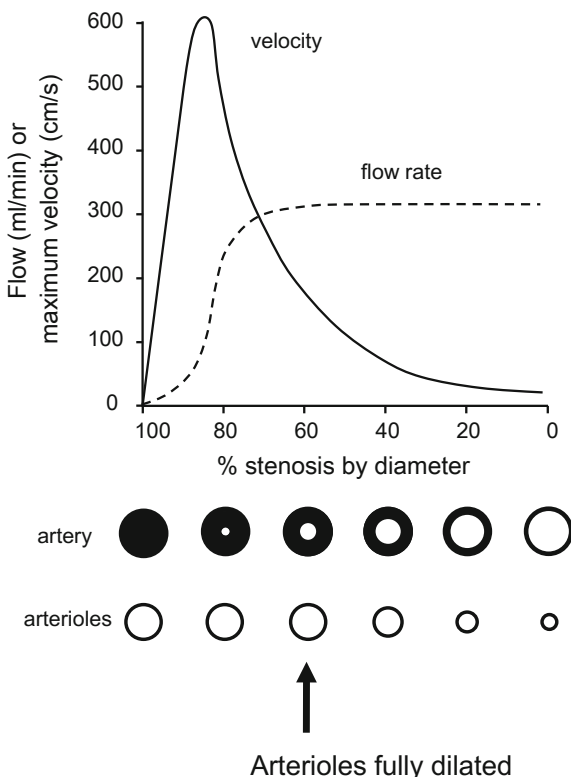 Flow (ml/min) or
maximum velocity (cm/s)
600
500
400
300
200
100
0
velocity
flow rate
100 80 60 40 20 0
% stenosis by diameter
artery
arterioles
Arterioles fully dilated